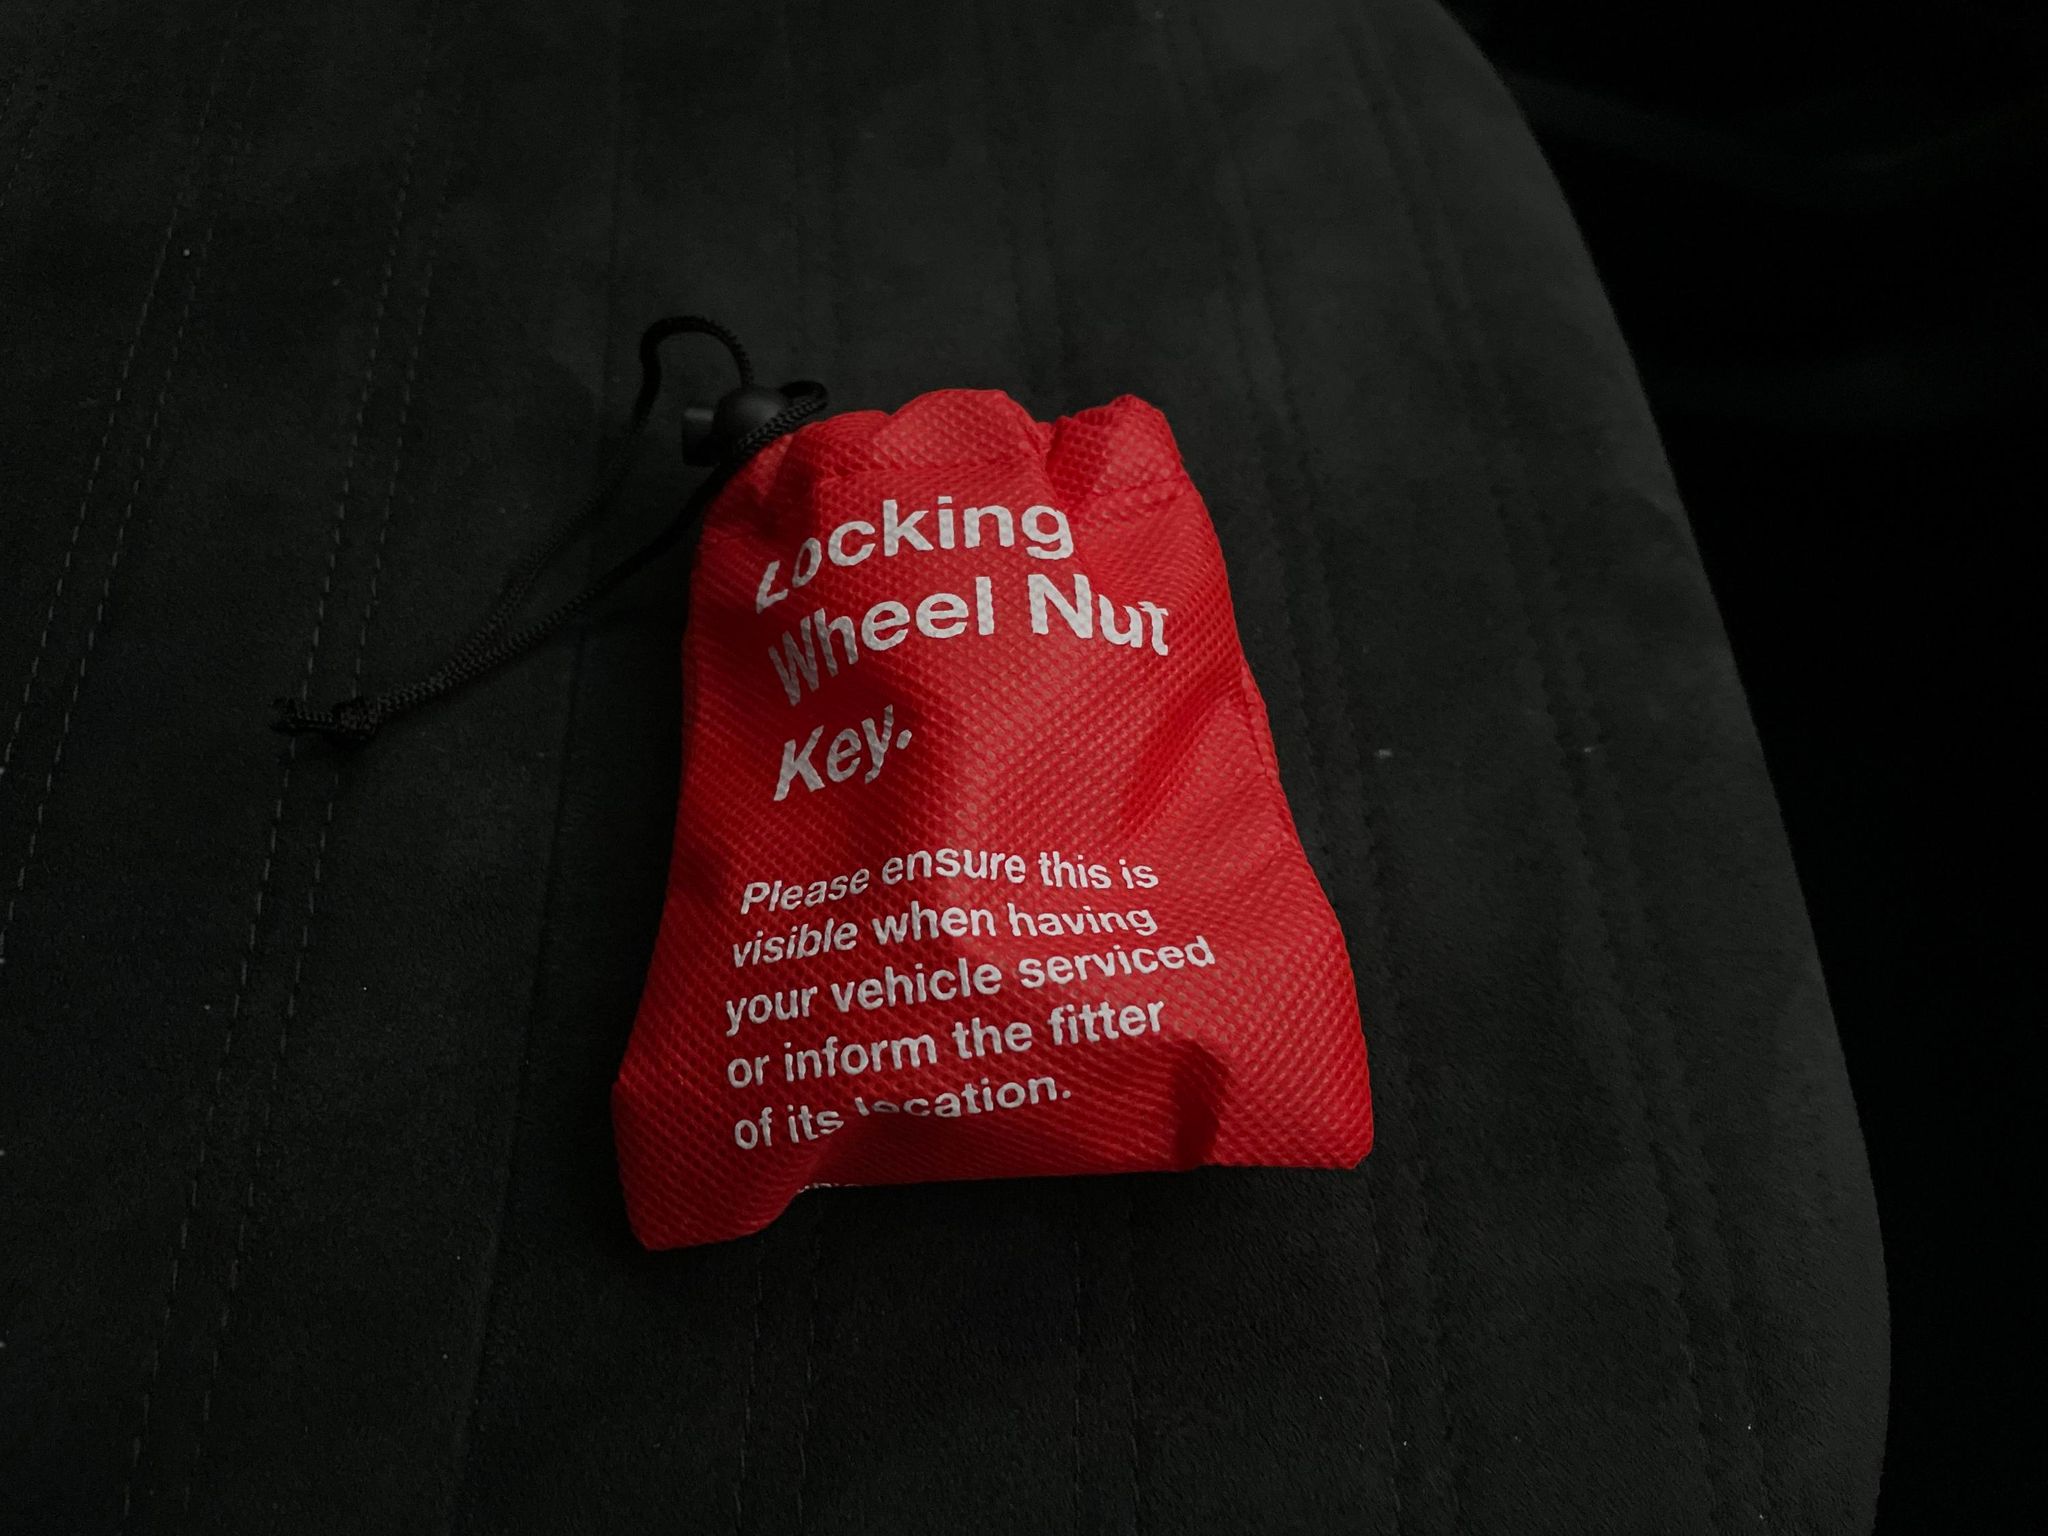 Locking
Wheel Nut
Key.
Please ensure this is
visible when having
your vehicle serviced
or inform the fitter
of its location.